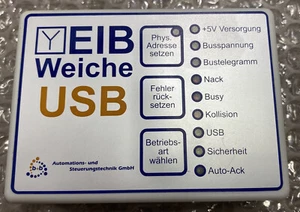 Y EIB
Weiche
USB
Phys.
Adresse
setzen
Fehler
rück-
setzen
Betriebs-
art
wählen
+5V Versorgung
Busspannung
Bustelegramm
Nack
Busy
Kollision
USB
Sicherheit
Auto-Ack
b+b
Automations- und
Steuerungstechnik GmbH